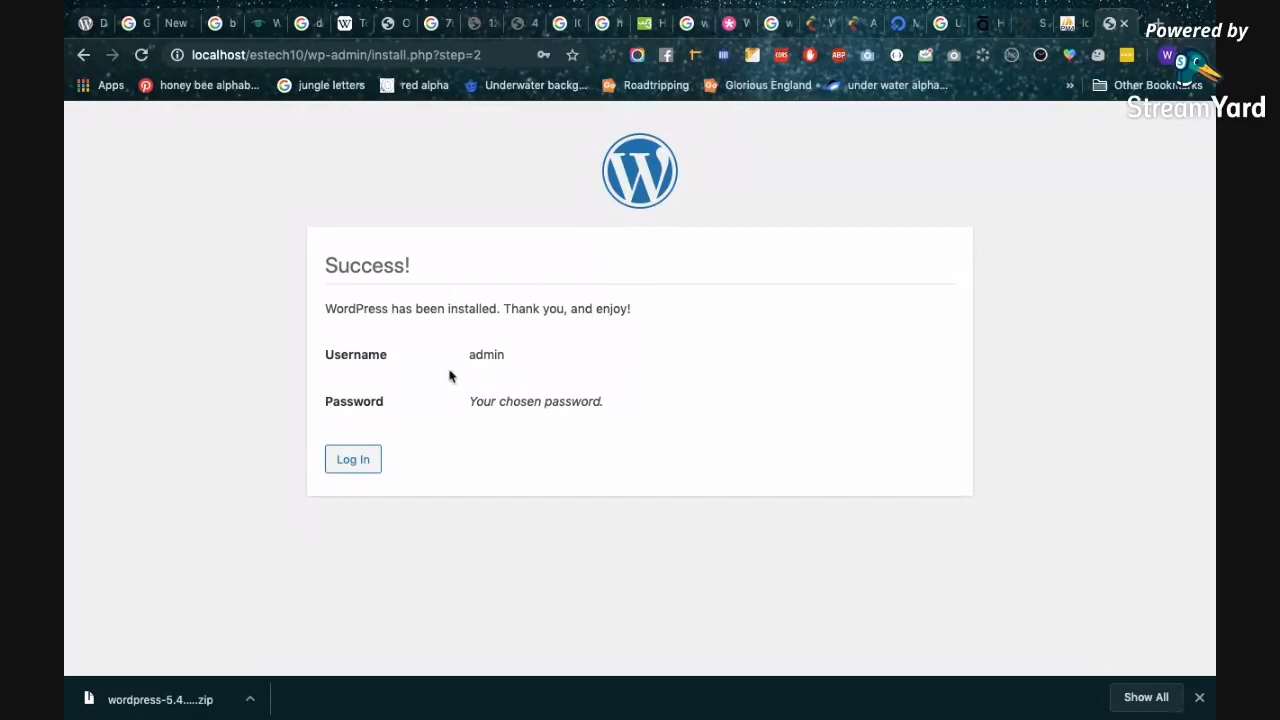 Powered by
StreamYard
New
localhost/estech10/wp-admin/install.php?step=2
Apps
honey bee alphab...
jungle letters
red alpha
Underwater backg...
Roadtripping
Glorious England
under water alpha...
»
Other Bookmarks
Success!
WordPress has been installed. Thank you, and enjoy!
Username admin
Password Your chosen password.
Log In
wordpress-5.4.....zip
Show All